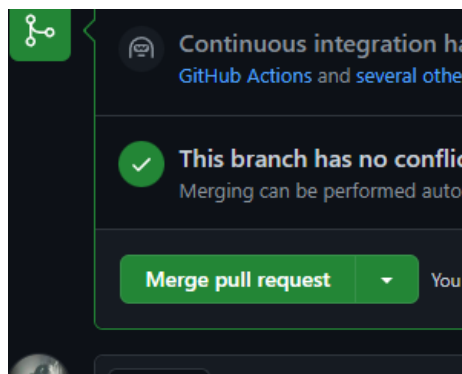 Continuous integration
GitHub Actions and several
This branch has no
Merging can be performed
Merge pull request
You